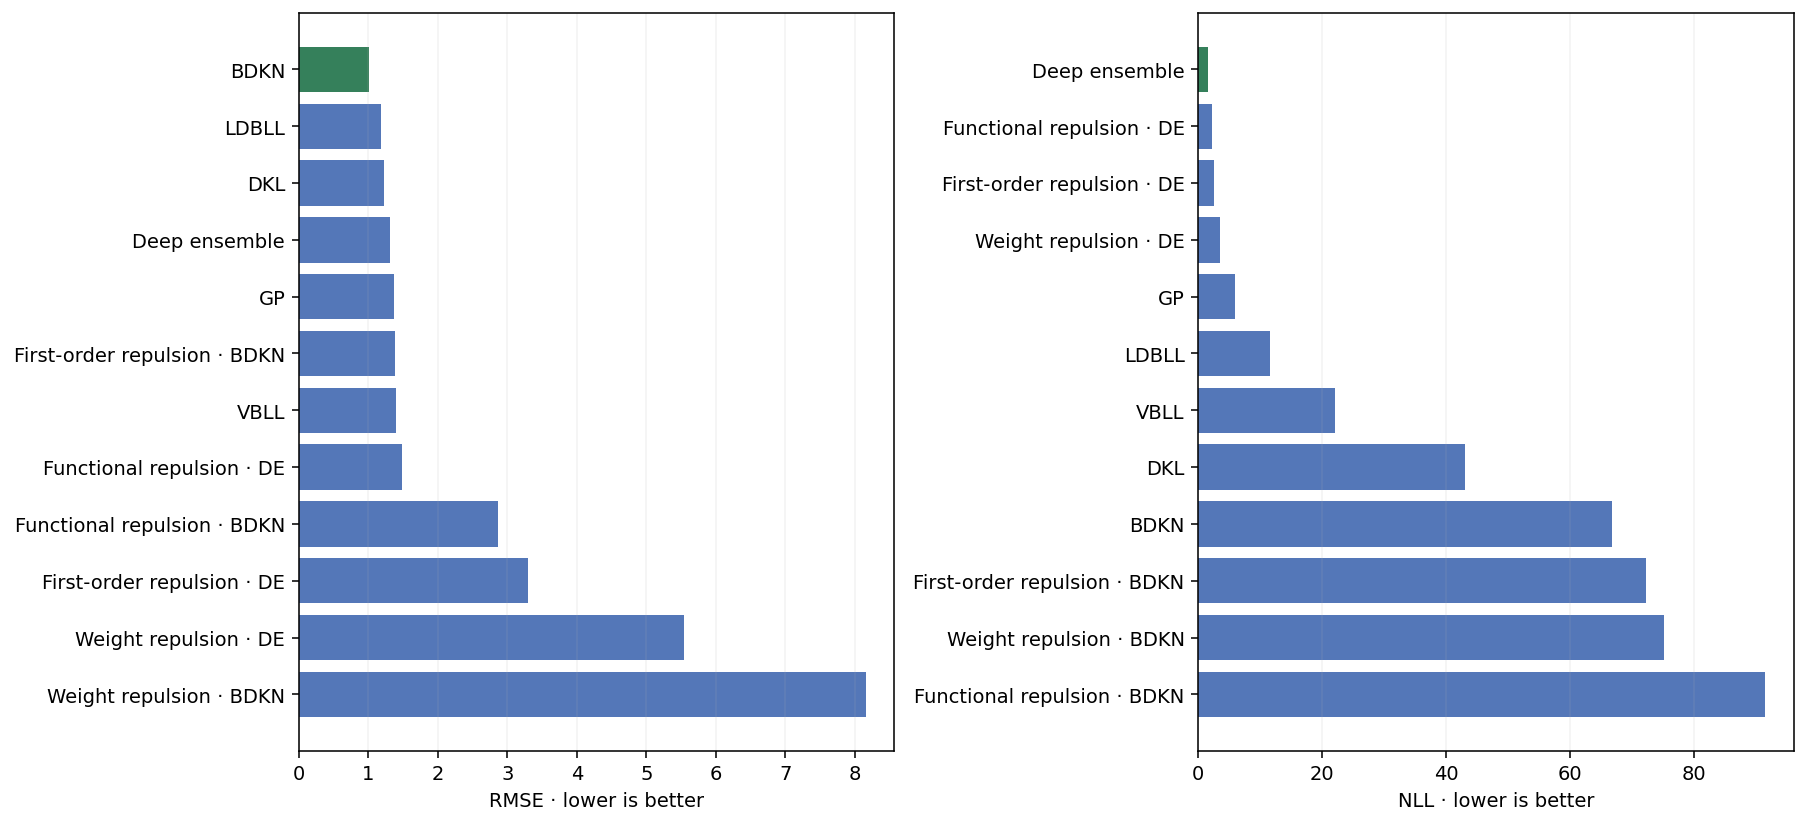 BDKN
LDBLL
DKL
Deep ensemble
GP
First-order repulsion · BDKN
VBLL
Functional repulsion · DE
Functional repulsion · BDKN
First-order repulsion · DE
Weight repulsion · DE
Weight repulsion · BDKN
0 1 2 3 4 5 6 7 8
RMSE · lower is better
Deep ensemble
Functional repulsion · DE
First-order repulsion · DE
Weight repulsion · DE
GP
LDBLL
VBLL
DKL
BDKN
First-order repulsion · BDKN
Weight repulsion · BDKN
Functional repulsion · BDKN
0 20 40 60 80
NLL · lower is better